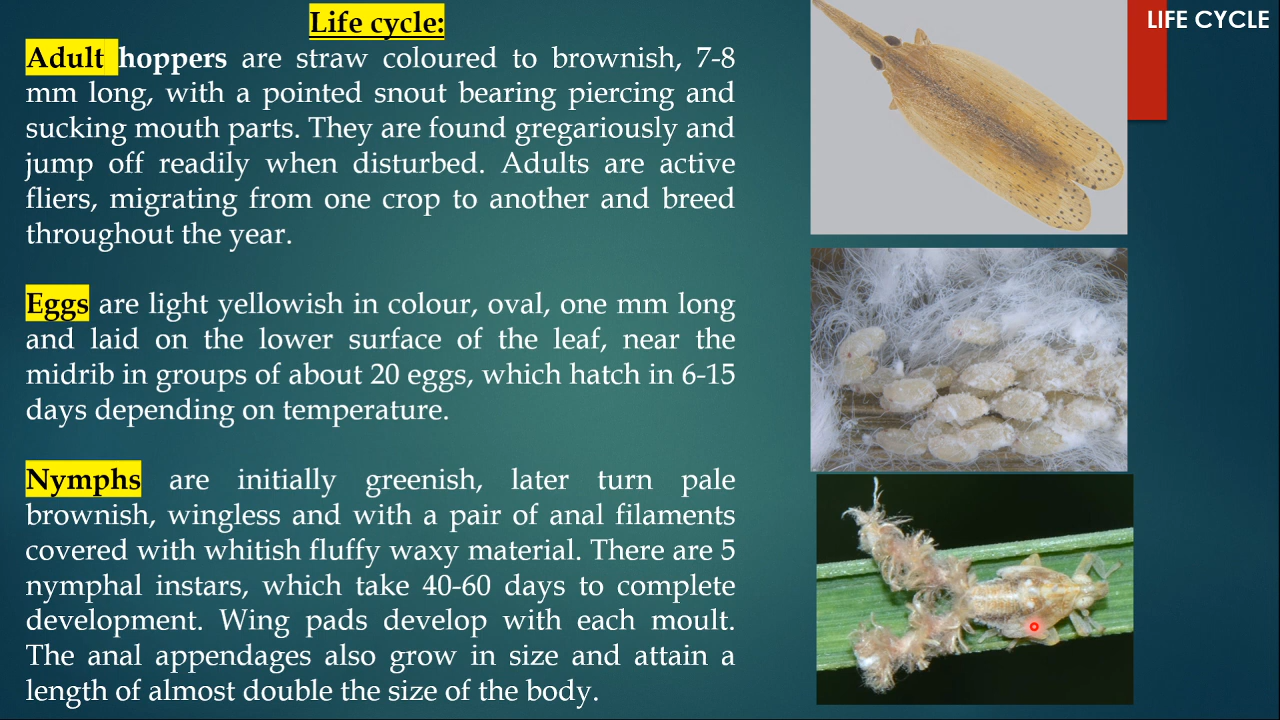 Life cycle:
LIFE CYCLE
Adult hoppers are straw coloured to brownish, 7-8
mm long, with a pointed snout bearing piercing and
sucking mouth parts. They are found gregariously and
jump off readily when disturbed. Adults are active
fliers, migrating from one crop to another and breed
throughout the year.
Eggs are light yellowish in colour, oval, one mm long
and laid on the lower surface of the leaf, near the
midrib in groups of about 20 eggs, which hatch in 6-15
days depending on temperature.
Nymphs are initially greenish, later turn pale
brownish, wingless and with a pair of anal filaments
covered with whitish fluffy waxy material. There are 5
nymphal instars, which take 40-60 days to complete
development. Wing pads develop with each moult.
The anal appendages also grow in size and attain a
length of almost double the size of the body.